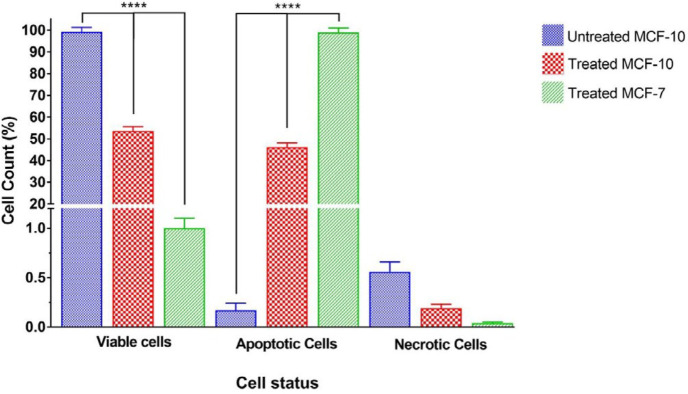 ****
****
100
90
80
70
60
50
40
30
20
1.0
0.5
0.0
Cell Count (%)
Viable cells
Apoptotic Cells
Necrotic Cells
Cell status
Untreated MCF-10
Treated MCF-10
Treated MCF-7